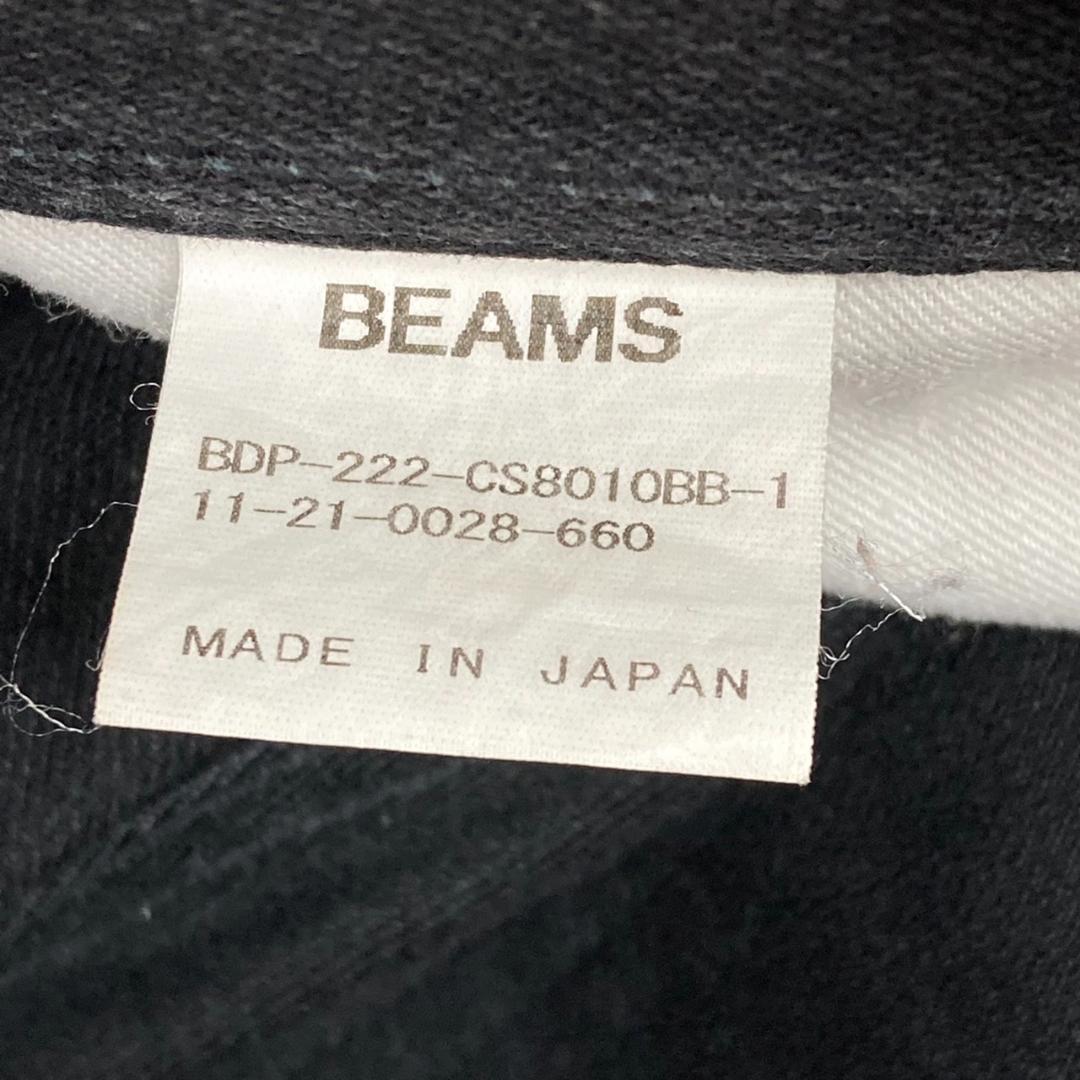 BEAMS
BDP-222-CS8010BB-1
11-21-0028-660
MADE IN JAPAN